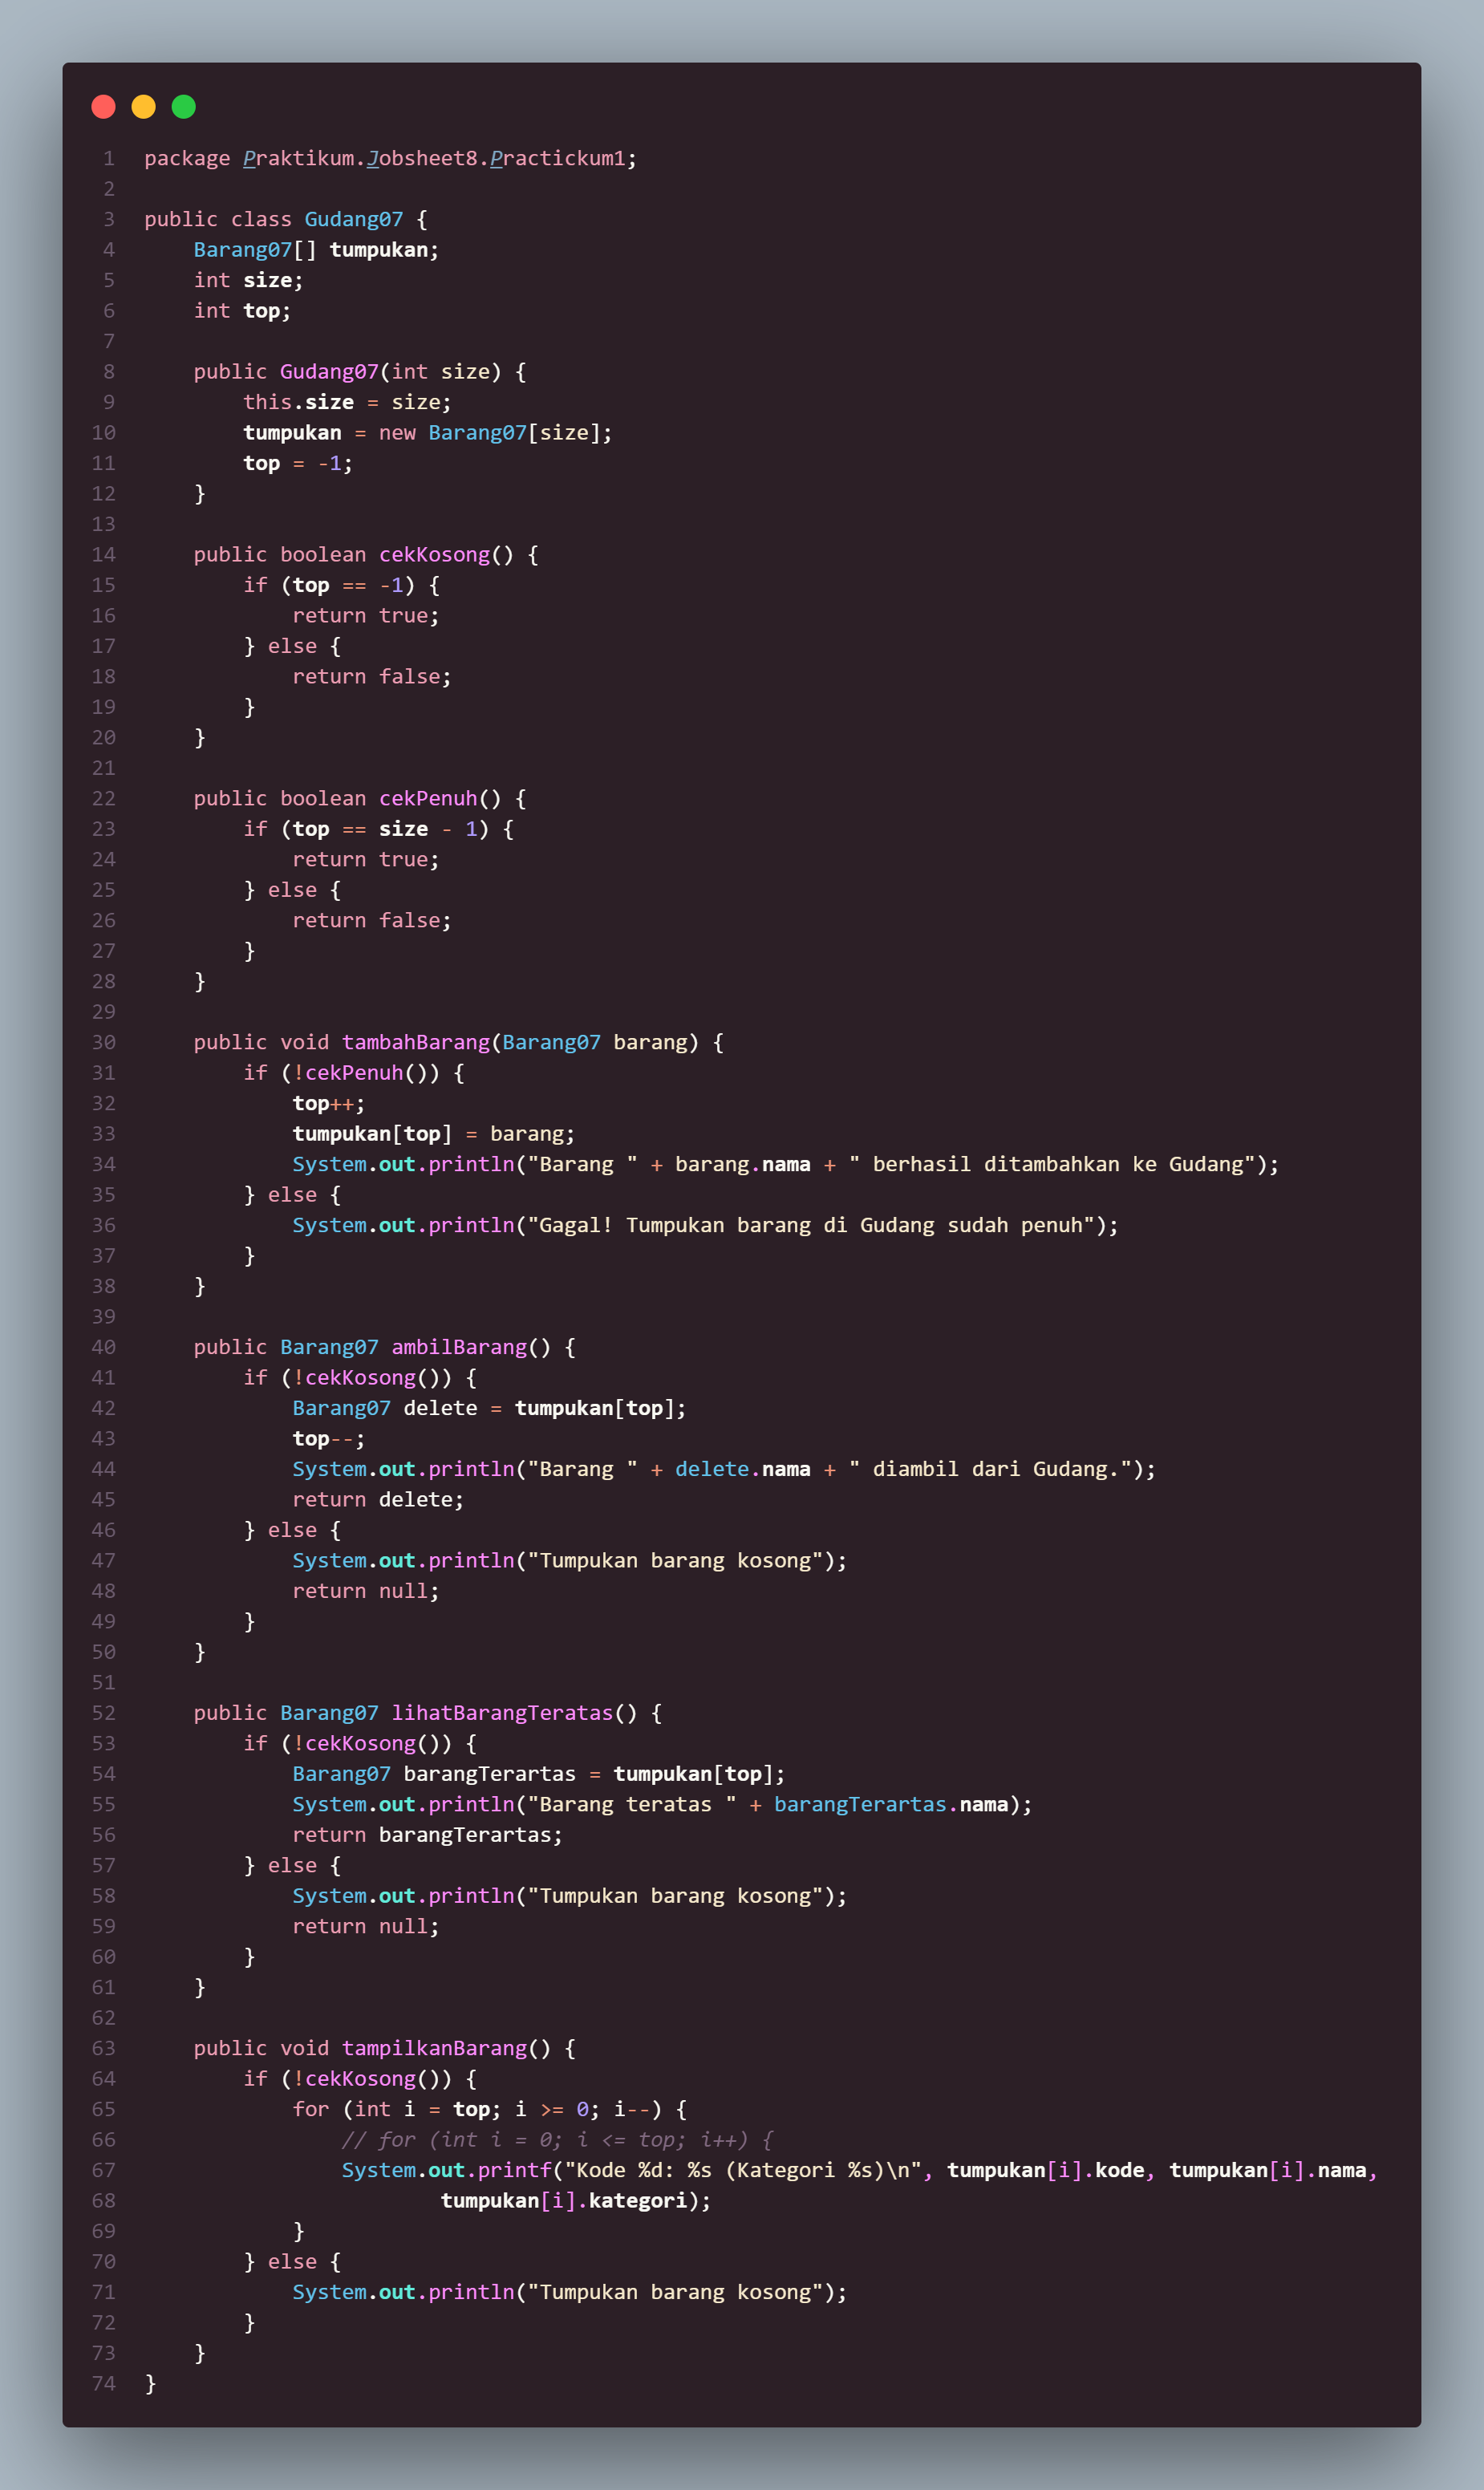 1 package Praktikum.Jobsheet8.Practickum1;
2
3 public class Gudang07 {
4     Barang07[] tumpukan;
5     int size;
6     int top;
7
8     public Gudang07(int size) {
9         this.size = size;
10         tumpukan = new Barang07[size];
11         top = -1;
12     }
13
14     public boolean cekKosong() {
15         if (top == -1) {
16             return true;
17         } else {
18             return false;
19         }
20     }
21
22     public boolean cekPenuh() {
23         if (top == size - 1) {
24             return true;
25         } else {
26             return false;
27         }
28     }
29
30     public void tambahBarang(Barang07 barang) {
31         if (!cekPenuh()) {
32             top++;
33             tumpukan[top] = barang;
34             System.out.println("Barang " + barang.nama + " berhasil ditambahkan ke Gudang");
35         } else {
36             System.out.println("Gagal! Tumpukan barang di Gudang sudah penuh");
37         }
38     }
39
40     public Barang07 ambilBarang() {
41         if (!cekKosong()) {
42             Barang07 delete = tumpukan[top];
43             top--;
44             System.out.println("Barang " + delete.nama + " diambil dari Gudang.");
45             return delete;
46         } else {
47             System.out.println("Tumpukan barang kosong");
48             return null;
49         }
50     }
51
52     public Barang07 lihatBarangTeratas() {
53         if (!cekKosong()) {
54             Barang07 barangTerartas = tumpukan[top];
55             System.out.println("Barang teratas " + barangTerartas.nama);
56             return barangTerartas;
57         } else {
58             System.out.println("Tumpukan barang kosong");
59             return null;
60         }
61     }
62
63     public void tampilkanBarang() {
64         if (!cekKosong()) {
65             for (int i = top; i >= 0; i--) {
66                 // for (int i = 0; i <= top; i++) {
67                 System.out.printf("Kode %d: %s (Kategori %s)\n", tumpukan[i].kode, tumpukan[i].nama,
68                         tumpukan[i].kategori);
69             }
70         } else {
71             System.out.println("Tumpukan barang kosong");
72         }
73     }
74 }